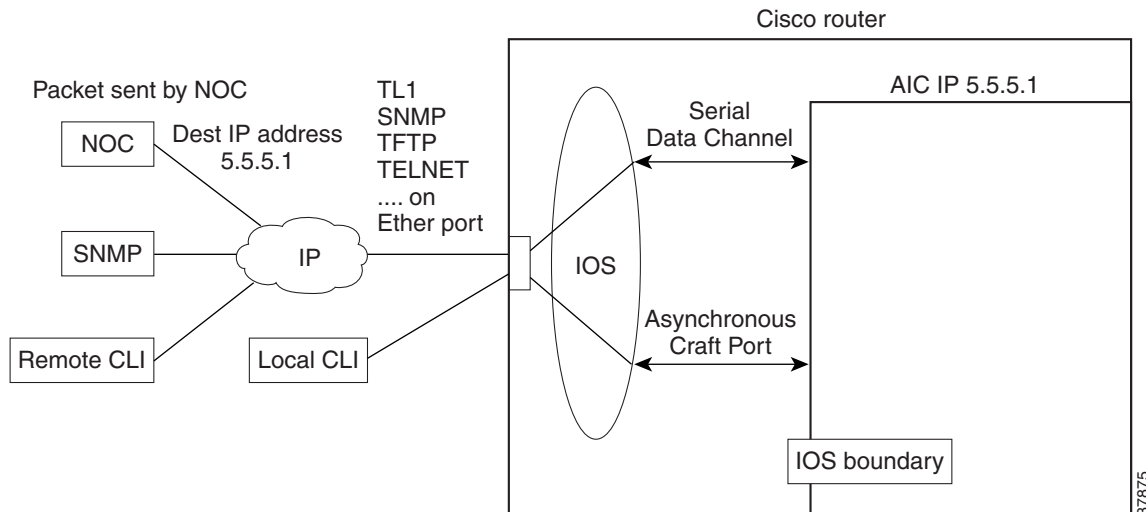 Cisco router
Packet sent by NOC
NOC
Dest IP address
5.5.5.1
TL1
SNMP
TFTP
TELNET
.... on
Ether port
AIC IP 5.5.5.1
Serial
Data Channel
SNMP
IP
IOS
Remote CLI
Local CLI
Asynchronous
Craft Port
IOS boundary